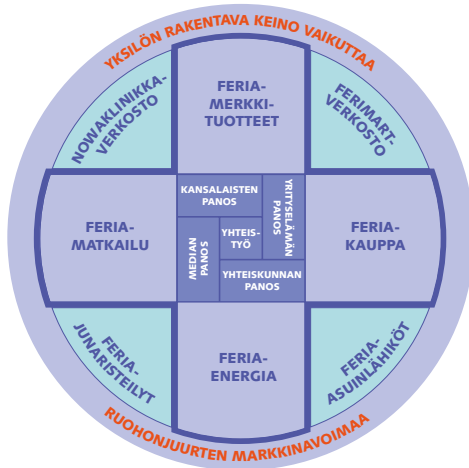 YKSILÖN RAKENTAVA KEINO VAIKUTTAA
NOWAKLINIKKA-
VERKOSTO
FERIA-
MERKKI-
TUOTTEET
FERIMART-
VERKOSTO
FERIA-
MATKAILU
KANSALAISTEN
PANOS
YRITYSELÄMÄN
PANOS
MEDIAN
PANOS
YHTEIS-
TYÖ
YHTEISKUNNAN
PANOS
FERIA-
KAUPPA
FERIA-
JUNARISTEILYT
FERIA-
ENERGIA
FERIA-
ASUINLÄHIKÖT
RUOHONJUURTEN MARKKINAVOIMAA